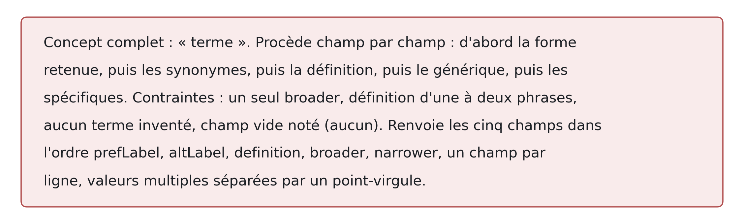 Concept complet : « terme ». Procède champ par champ : d'abord la forme
retenue, puis les synonymes, puis la définition, puis le générique, puis les
spécifiques. Contraintes : un seul broader, définition d'une à deux phrases,
aucun terme inventé, champ vide noté (aucun). Renvoie les cinq champs dans
l'ordre prefLabel, altLabel, definition, broader, narrower, un champ par
ligne, valeurs multiples séparées par un point-virgule.